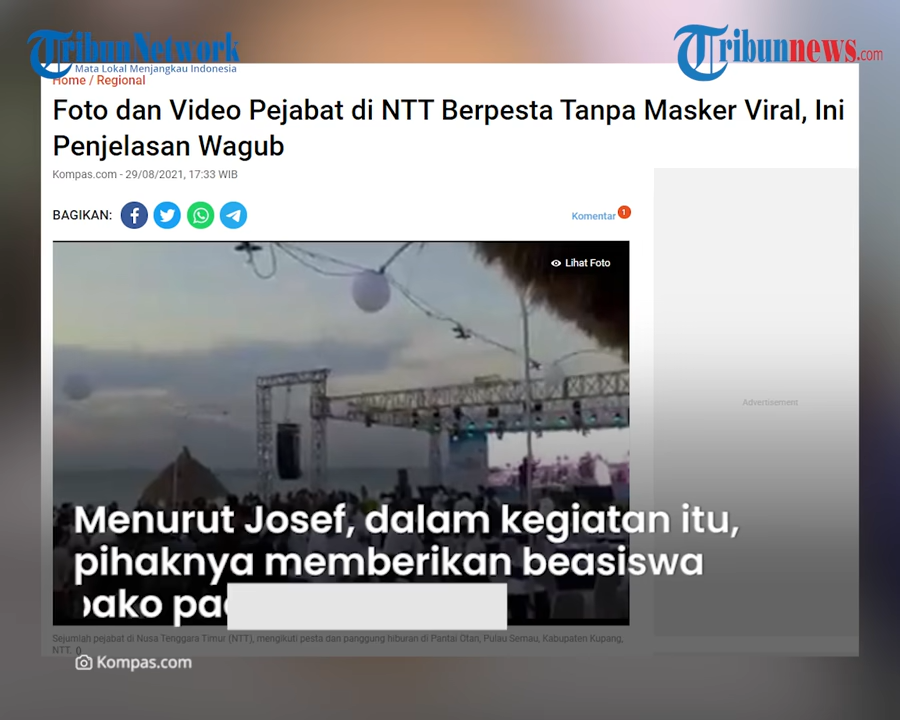 Tribun Network
Mata Lokal Menjangkau Indonesia
Tribunnews.com
Home / Regional
Foto dan Video Pejabat di NTT Berpesta Tanpa Masker Viral, Ini
Penjelasan Wagub
Kompas.com - 29/08/2021, 17:33 WIB
BAGIKAN:
Komentar 1
Lihat Foto
Advertisement
Menurut Josef, dalam kegiatan itu,
pihaknya memberikan beasiswa
Sejumlah pejabat di Nusa Tenggara Timur (NTT), mengikuti pesta dan panggung hiburan di Pantai Otan, Pulau Semau, Kabupaten Kupang,
NTT. ()
Kompas.com